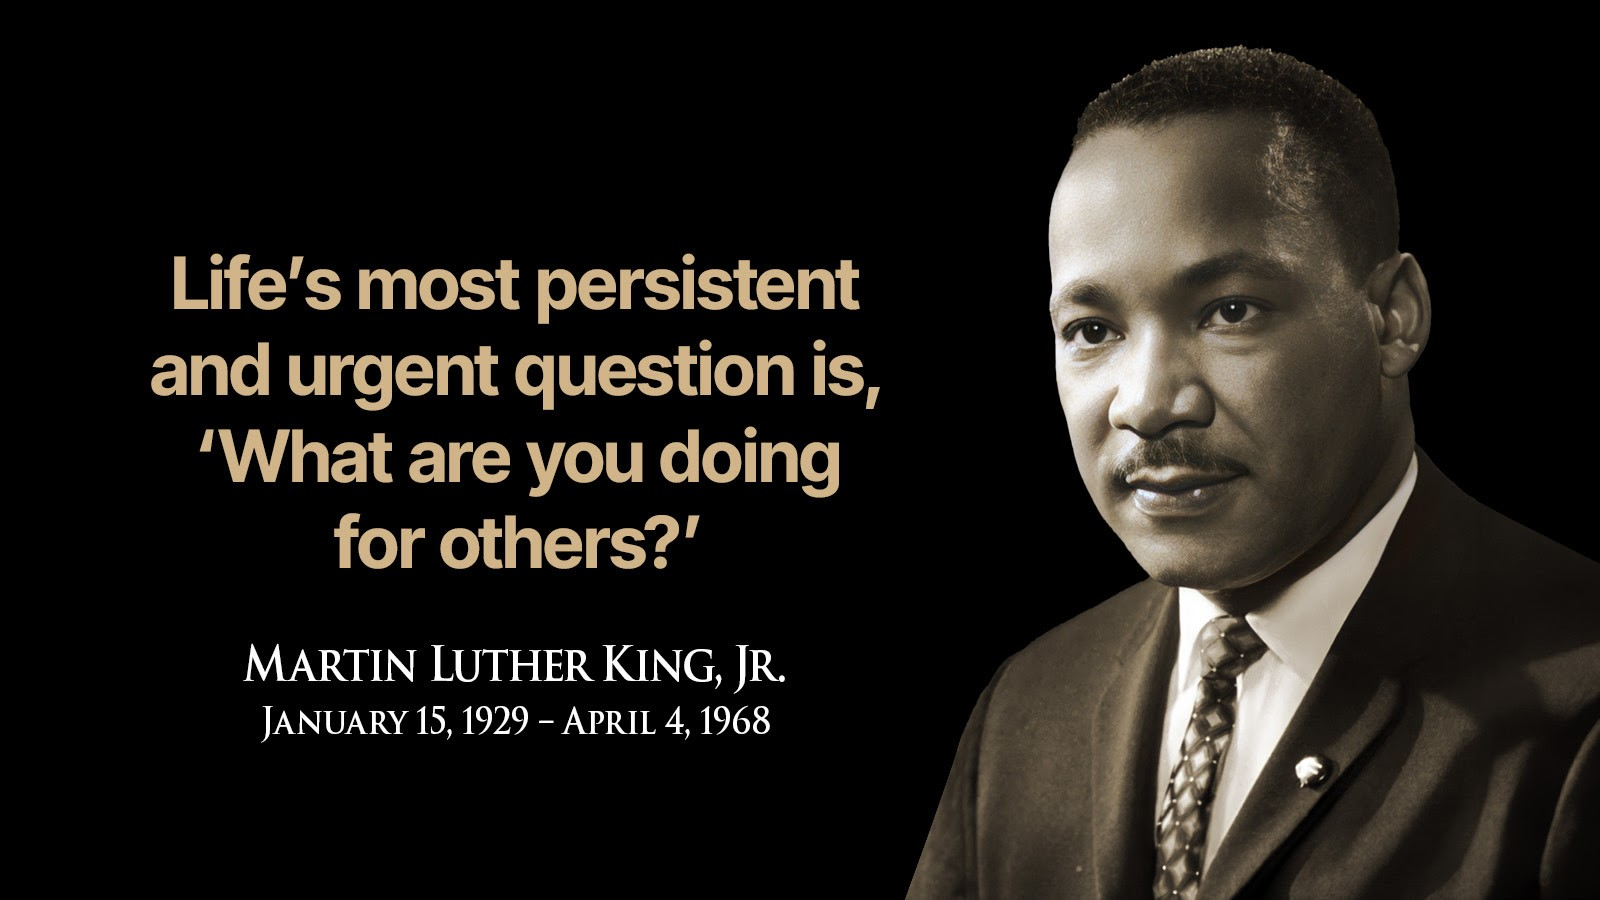 Life’s most persistent
and urgent question is,
‘What are you doing
for others?’
Martin Luther King, Jr.
January 15, 1929 – April 4, 1968